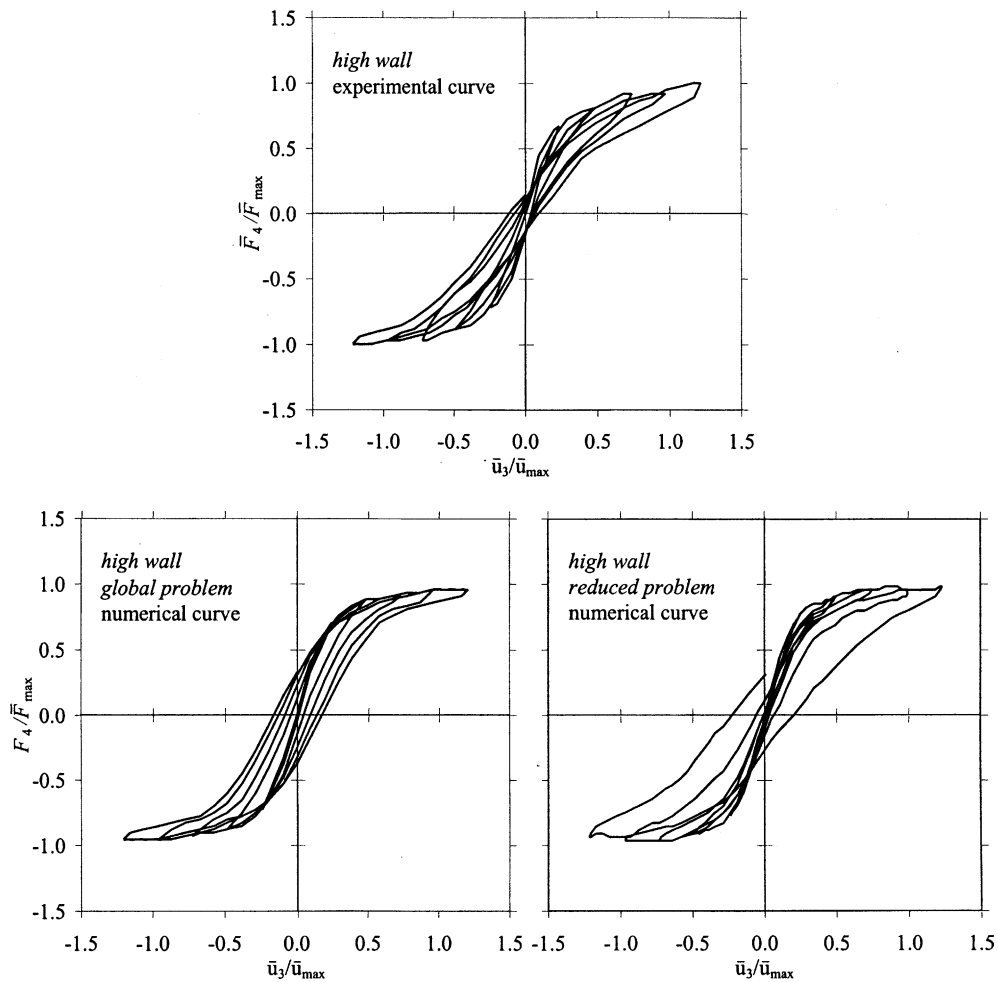 1.5
high wall
experimental curve
1.0
0.5
0.0
-0.5
-1.0
-1.5
F̿₄/F̿max
-1.5 -1.0 -0.5 0.0 0.5 1.0 1.5
ū₃/ūmax
1.5
high wall
global problem
numerical curve
1.0
0.5
0.0
-0.5
-1.0
-1.5
F₄/F̿max
-1.5 -1.0 -0.5 0.0 0.5 1.0 1.5
ū₃/ūmax
high wall
reduced problem
numerical curve
-1.5 -1.0 -0.5 0.0 0.5 1.0 1.5
ū₃/ūmax